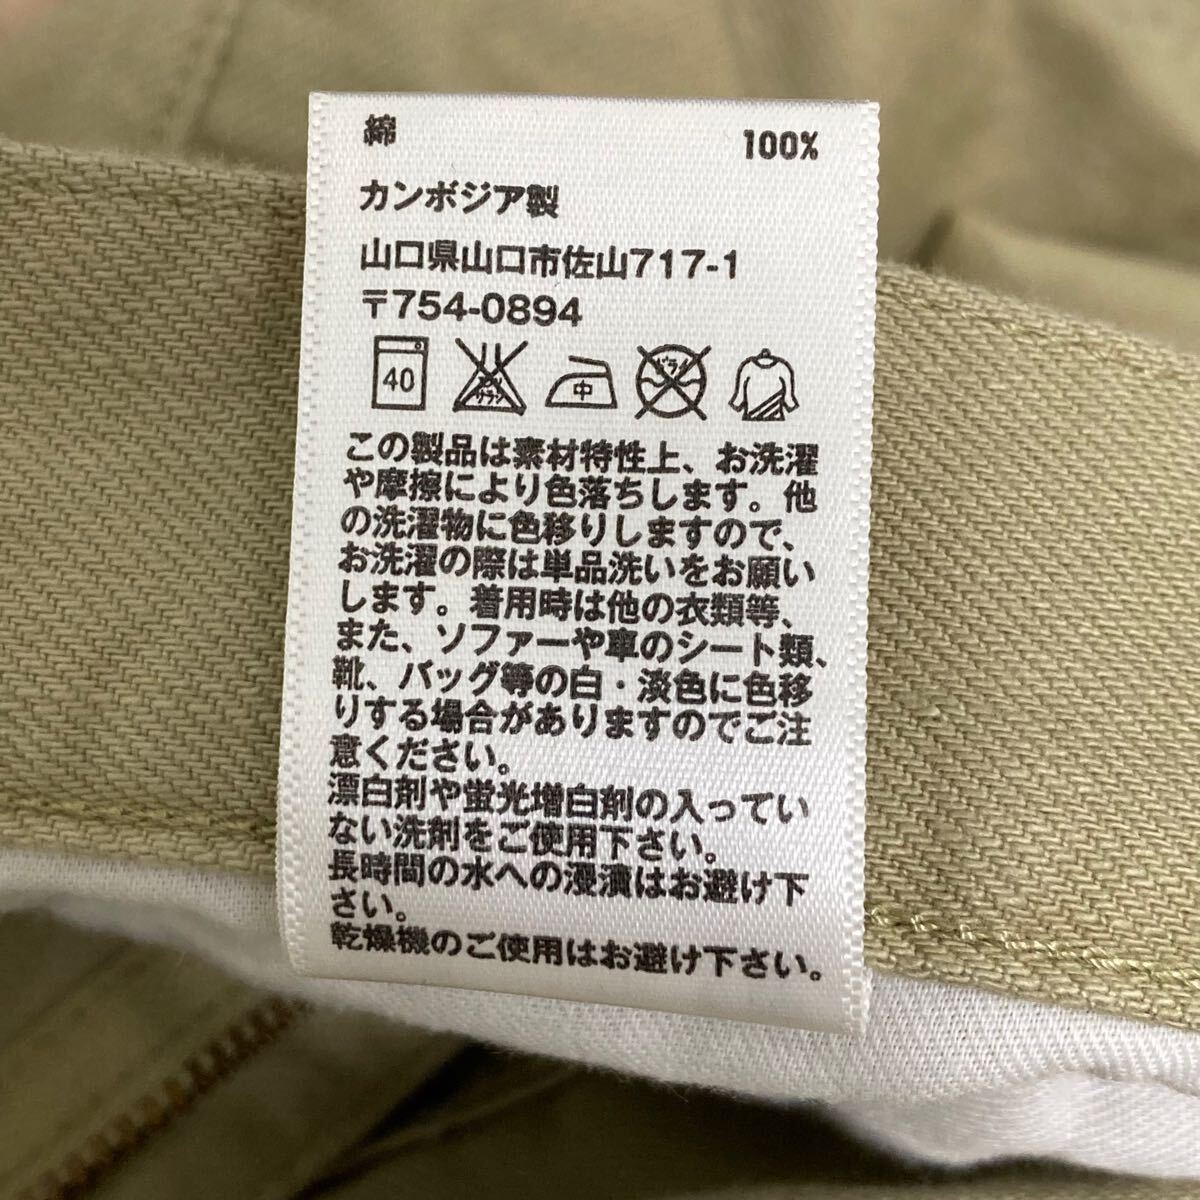 綿 100%
カンボジア製
山口県山口市佐山717-1
〒754-0894
40 サラシ 中 ドライ
この製品は素材特性上、お洗濯
や摩擦により色落ちします。他
の洗濯物に色移りしますので、
お洗濯の際は単品洗いをお願い
します。着用時は他の衣類等、
また、ソファーや車のシート類、
靴、バッグ等の白・淡色に色移
りする場合がありますのでご注
意ください。
漂白剤や蛍光増白剤の入ってい
ない洗剤をご使用下さい。
長時間の水への浸漬はお避け下
さい。
乾燥機のご使用はお避け下さい。